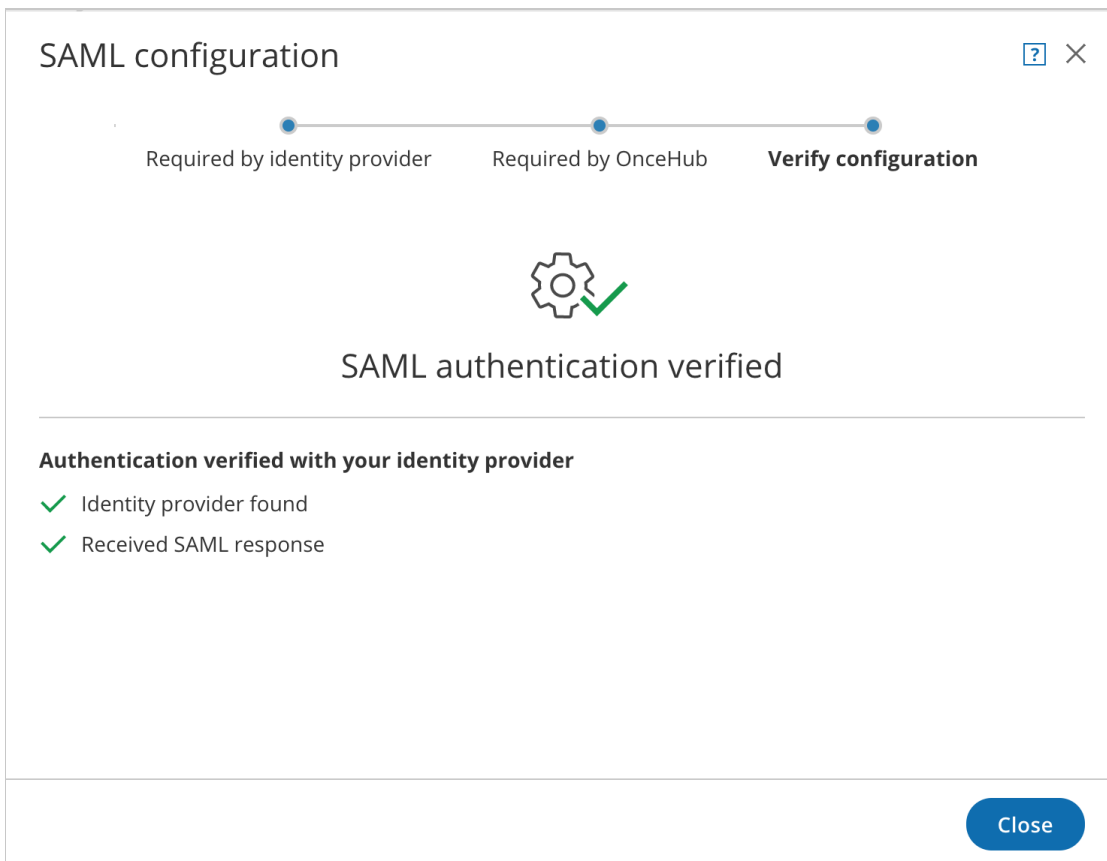 SAML configuration
?
Required by identity provider
Required by OnceHub
Verify configuration
SAML authentication verified
Authentication verified with your identity provider
Identity provider found
Received SAML response
Close